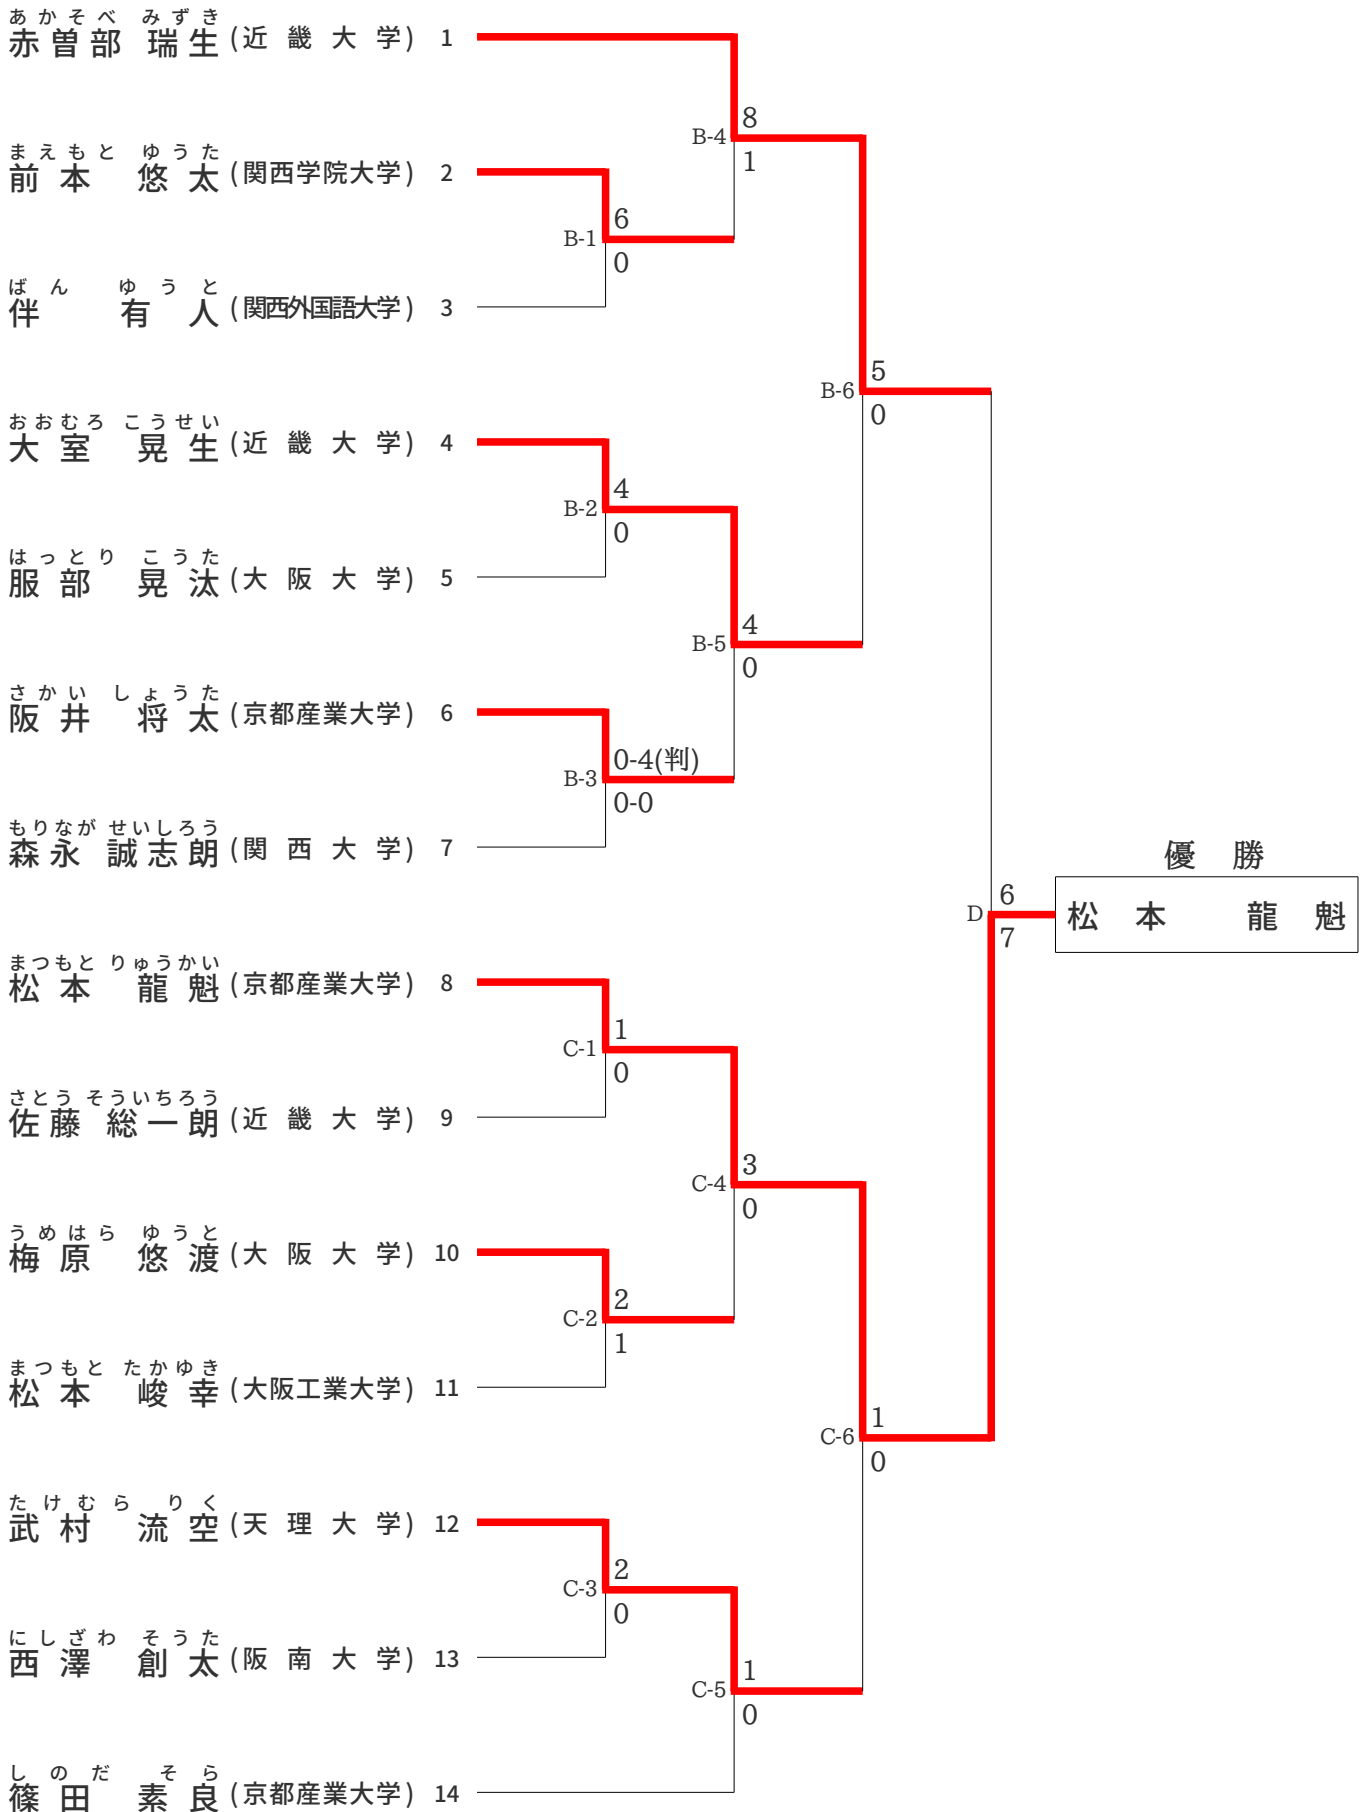 あかそべ みずき
赤曽部 瑞生 (近畿大学) 1
8
B-4
1
まえもと ゆうた
前本 悠太 (関西学院大学) 2
6
B-1
0
ばん ゆうと
伴 有人 (関西外国語大学) 3
5
B-6
0
おおむろ こうせい
大室 晃生 (近畿大学) 4
4
B-2
0
はっとり こうた
服部 晃汰 (大阪大学) 5
4
B-5
0
さかい しょうた
阪井 将太 (京都産業大学) 6
0-4(判)
B-3
0-0
もりなが せいしろう
森永 誠志朗 (関西大学) 7
優勝
6
D
松本 龍魁
7
まつもと りゅうかい
松本 龍魁 (京都産業大学) 8
1
C-1
0
さとう そういちろう
佐藤 総一朗 (近畿大学) 9
3
C-4
0
うめはら ゆうと
梅原 悠渡 (大阪大学) 10
2
C-2
1
まつもと たかゆき
松本 峻幸 (大阪工業大学) 11
1
C-6
0
たけむら りく
武村 流空 (天理大学) 12
2
C-3
0
にしざわ そうた
西澤 創太 (阪南大学) 13
1
C-5
0
しのだ そら
篠田 素良 (京都産業大学) 14